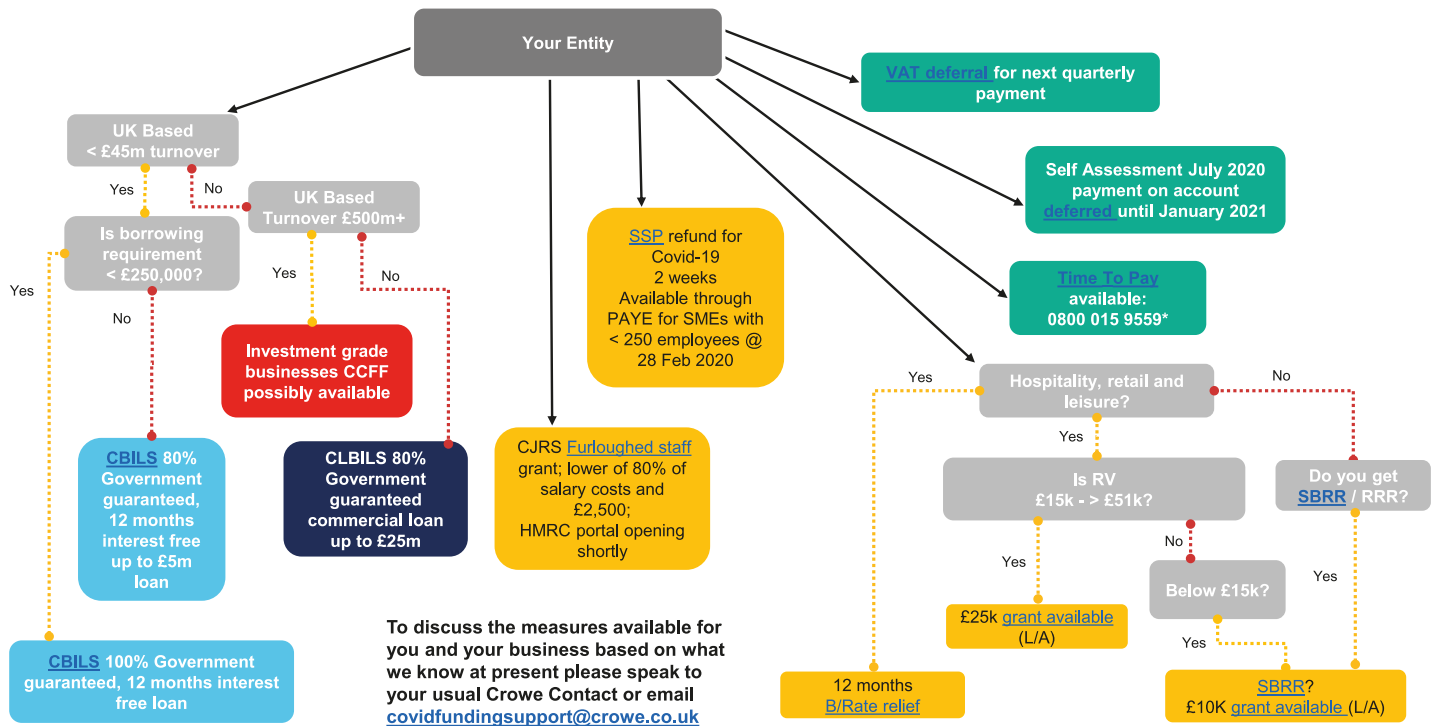 Your Entity
VAT deferral for next quarterly
payment
UK Based
< £45m turnover
Yes
No
UK Based
Turnover £500m+
Self Assessment July 2020
payment on account
deferred until January 2021
Is borrowing
requirement
< £250,000?
Yes
No
Yes
No
SSP refund for
Covid-19
2 weeks
Available through
PAYE for SMEs with
< 250 employees @
28 Feb 2020
Time To Pay
available:
0800 015 9559*
Investment grade
businesses CCFF
possibly available
Yes
Hospitality, retail and
leisure?
No
Yes
CBILS 80%
Government
guaranteed,
12 months
interest free
up to £5m
loan
CLBILS 80%
Government
guaranteed
commercial loan
up to £25m
CJRS Furloughed staff
grant; lower of 80% of
salary costs and
£2,500;
HMRC portal opening
shortly
Is RV
£15k - > £51k?
Do you get
SBRR / RRR?
Yes
No
Yes
Below £15k?
£25k grant available
(L/A)
Yes
CBILS 100% Government
guaranteed, 12 months interest
free loan
To discuss the measures available for
you and your business based on what
we know at present please speak to
your usual Crowe Contact or email
covidfundingsupport@crowe.co.uk
12 months
B/Rate relief
SBRR?
£10K grant available (L/A)